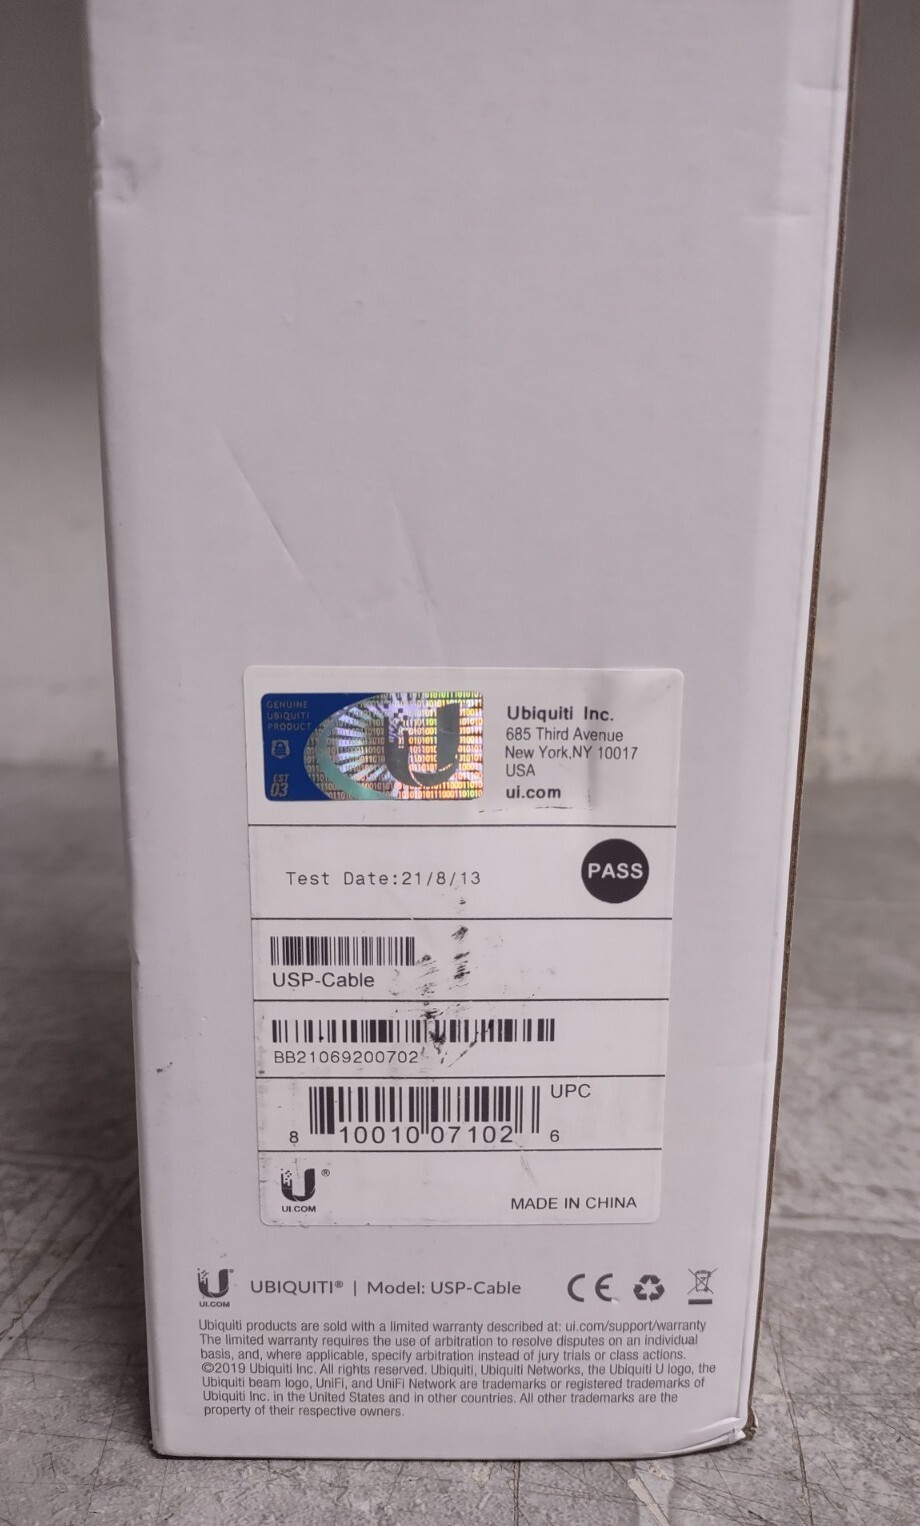 GENUINE
UBIQUITI
PRODUCT
EST
03
Ubiquiti Inc.
685 Third Avenue
New York,NY 10017
USA
ui.com
Test Date:21/8/13
PASS
USP-Cable
BB21069200702
UPC
8 10010 07102 6
U®
UI.COM
MADE IN CHINA
UI.COM
UBIQUITI® | Model: USP-Cable
CE
Ubiquiti products are sold with a limited warranty described at: ui.com/support/warranty
The limited warranty requires the use of arbitration to resolve disputes on an individual
basis, and, where applicable, specify arbitration instead of jury trials or class actions.
©2019 Ubiquiti Inc. All rights reserved. Ubiquiti, Ubiquiti Networks, the Ubiquiti U logo, the
Ubiquiti beam logo, UniFi, and UniFi Network are trademarks or registered trademarks of
Ubiquiti Inc. in the United States and in other countries. All other trademarks are the
property of their respective owners.